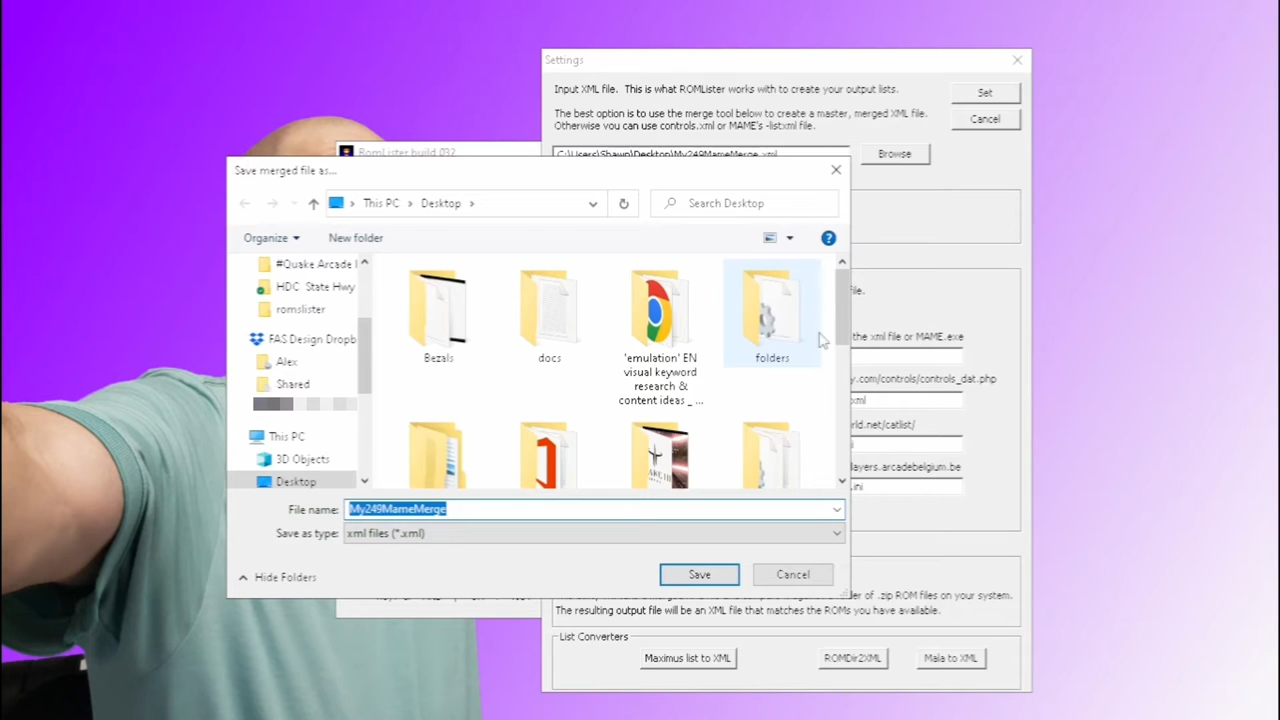 Settings
Input XML file. This is what ROMLister works with to create your output lists.
Set
The best option is to use the merge tool below to create a master, merged XML file.
Otherwise you can use controls.xml or MAME's -listxml file.
Cancel
RomLister build 032
C:\Users\Shawn\Desktop\My249MameMerge.xml
Browse
Save merged file as...
This PC > Desktop >
Search Desktop
Organize
New folder
#Quake Arcade
HDC State Hwy
romslister
FAS Design Dropb
Alex
Shared
This PC
3D Objects
Desktop
Bezals
docs
'emulation' EN
visual keyword
research &
content ideas _ ...
folders
file.
the xml file or MAME.exe
y.com/controls/controls_dat.php
xml
rld.net/catlist/
layers.arcadebelgium.be
.ini
File name:
My249MameMerge
Save as type:
xml files (*.xml)
Hide Folders
Save
Cancel
of .zip ROM files on your system.
The resulting output file will be an XML file that matches the ROMs you have available.
List Converters
Maximus list to XML
ROMDir2XML
Mala to XML